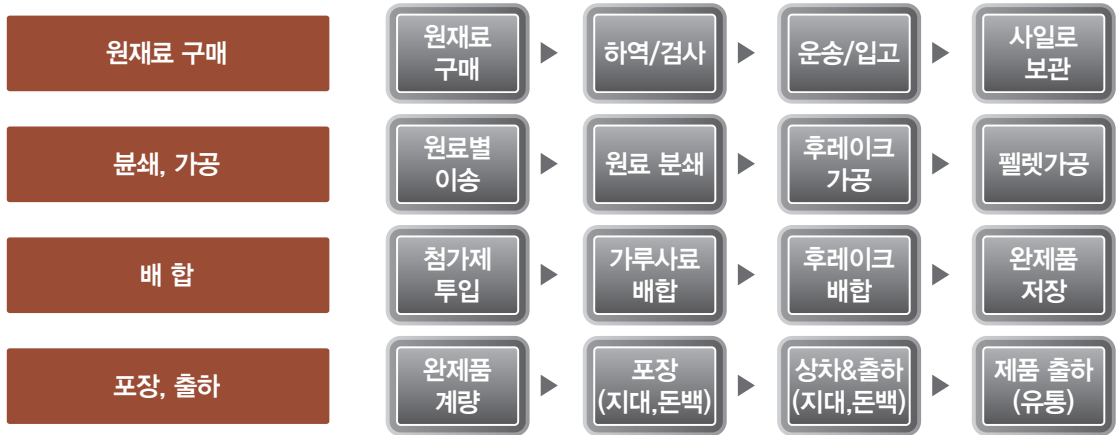 원재료 구매
원재료
구매
하역/검사
운송/입고
사일로
보관
뷴쇄, 가공
원료별
이송
원료 분쇄
후레이크
가공
펠렛가공
배 합
첨가제
투입
가루사료
배합
후레이크
배합
완제품
저장
포장, 출하
완제품
계량
포장
(지대,돈백)
상차&출하
(지대,돈백)
제품 출하
(유통)